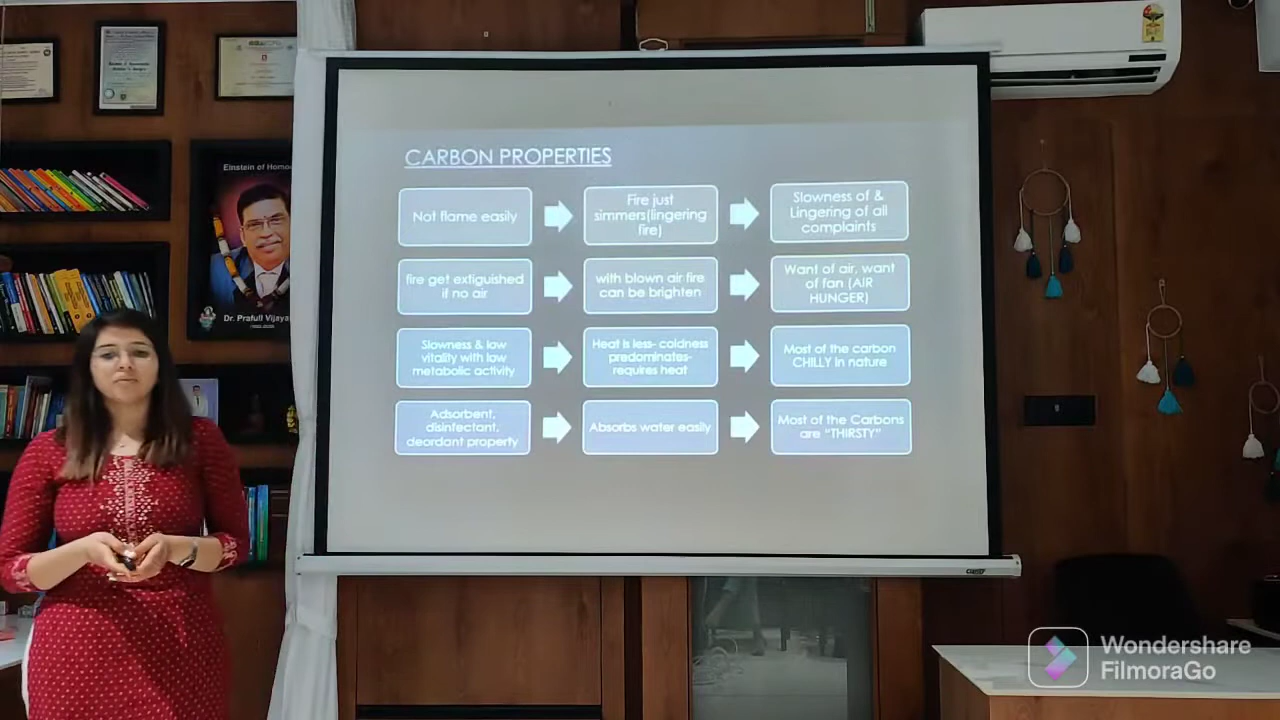 CARBON PROPERTIES
Not flame easily
Fire just
simmers(lingering
fire)
Slowness of &
Lingering of all
complaints
fire get extiguished
if no air
with blown air fire
can be brighten
Want of air, want
of fan (AIR
HUNGER)
Slowness & low
vitality with low
metabolic activity
Heat is less- coldness
predominates-
requires heat
Most of the carbon
CHILLY in nature
Adsorbent,
disinfectant,
deordant property
Absorbs water easily
Most of the Carbons
are “THIRSTY”
Einstein of Homo
Dr. Prafull Vijaya
Wondershare
FilmoraGo